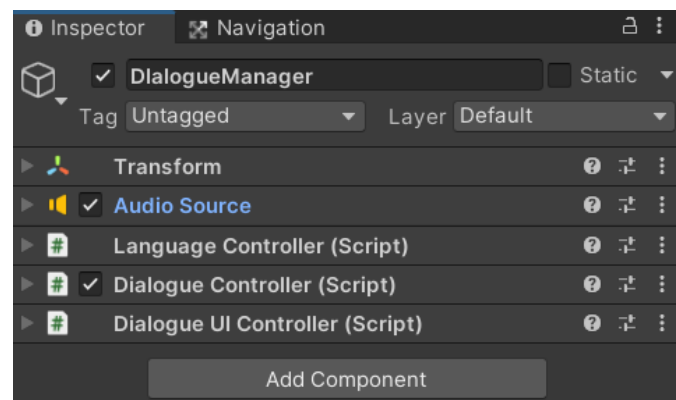 Inspector Navigation
DIalogueManager Static
Tag Untagged Layer Default
Transform
Audio Source
Language Controller (Script)
Dialogue Controller (Script)
Dialogue UI Controller (Script)
Add Component